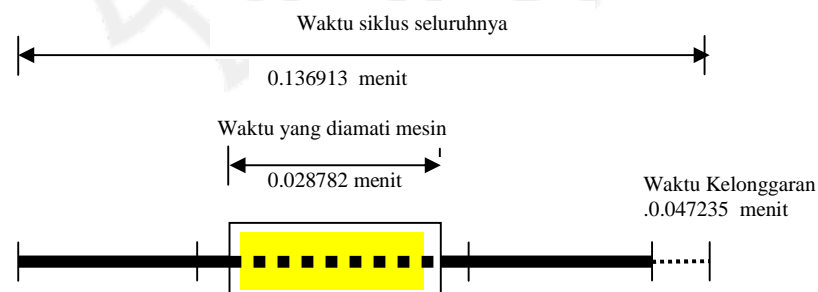 Waktu siklus seluruhnya
0.136913 menit
Waktu yang diamati mesin
0.028782 menit
Waktu Kelonggaran
.0.047235 menit